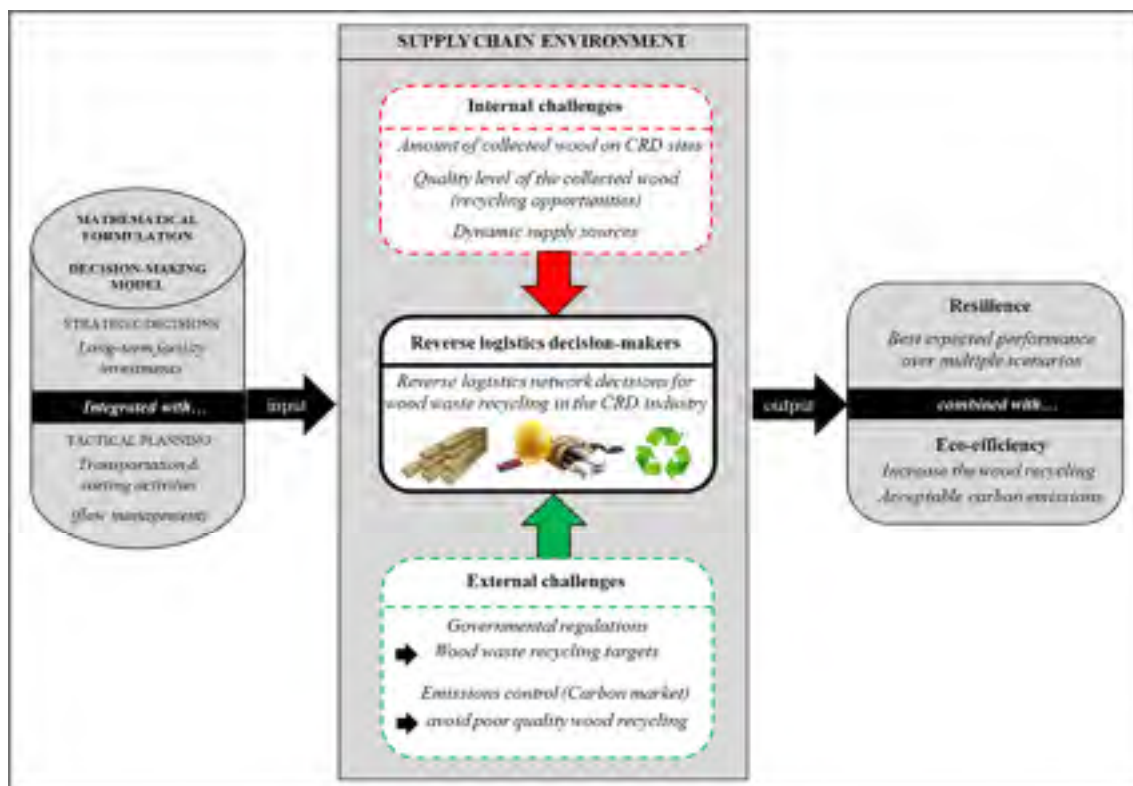 SUPPLY CHAIN ENVIRONMENT
Internal challenges
Amount of collected wood on CRD sites
Quality level of the collected wood
(recycling opportunities)
Dynamic supply sources
MATHEMATICAL
FORMULATION
DECISION-MAKING
MODEL
STRATEGIC DECISIONS
Long-term facility
investments
Integrated with...
TACTICAL PLANNING
Transportation &
sorting activities
(flow management)
input
Reverse logistics decision-makers
Reverse logistics network decisions for
wood waste recycling in the CRD industry
output
Resilience
Best expected performance
over multiple scenarios
combined with...
Eco-efficiency
Increase the wood recycling
Acceptable carbon emissions
External challenges
Governmental regulations
Wood waste recycling targets
Emissions control (Carbon market)
avoid poor quality wood recycling